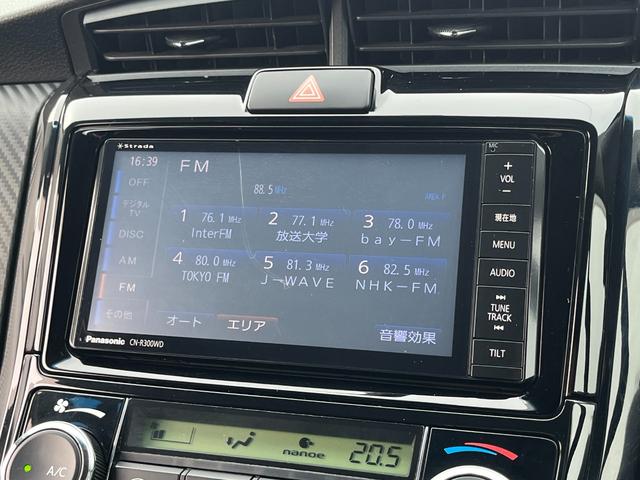 Strada
MIC
16:39
FM
88.5MHz
AREA P
OFF
デジタル
TV
DISC
AM
FM
その他
1 76.1 MHz
InterFM
2 77.1 MHz
放送大学
3 78.0 MHz
bay-FM
4 80.0 MHz
TOKYO FM
5 81.3 MHz
J-WAVE
6 82.5 MHz
NHK-FM
オート
エリア
音響効果
Panasonic CN-R300WD
+
VOL
-
現在地
MENU
AUDIO
TUNE
TRACK
TILT
A/C
nanoe
20.5